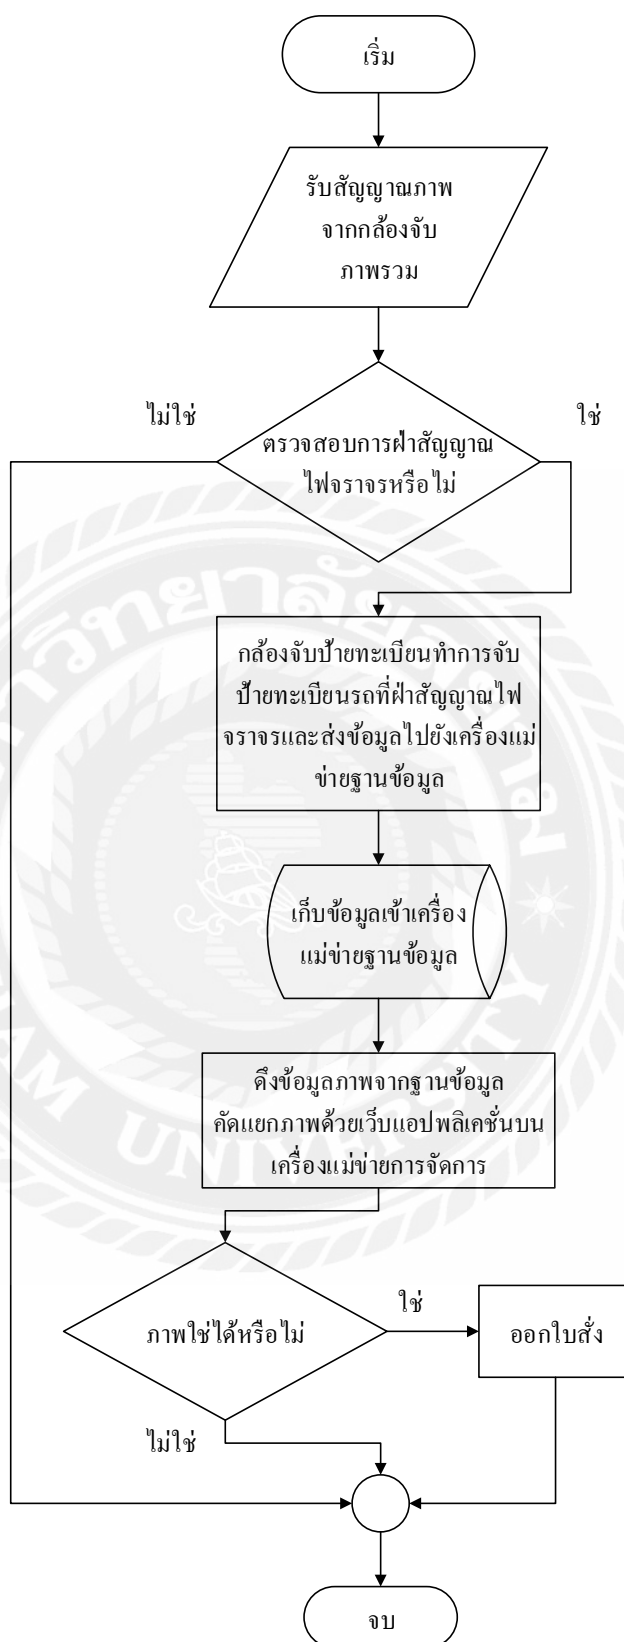 เริ่ม
รับสัญญาณภาพ
จากกล้องจับ
ภาพรวม
ไม่ใช่
ใช่
ตรวจสอบการฝ่าสัญญาณ
ไฟจราจรหรือไม่
กล้องจับป้ายทะเบียนทำการจับ
ป้ายทะเบียนรถที่ฝ่าสัญญาณไฟ
จราจรและส่งข้อมูลไปยังเครื่องแม่
ข่ายฐานข้อมูล
เก็บข้อมูลเข้าเครื่อง
แม่ข่ายฐานข้อมูล
ดึงข้อมูลภาพจากฐานข้อมูล
คัดแยกภาพด้วยเว็บแอปพลิเคชั่นบน
เครื่องแม่ข่ายการจัดการ
ใช่
ภาพใช้ได้หรือไม่
ออกใบสั่ง
ไม่ใช่
จบ
UNIVERSITY